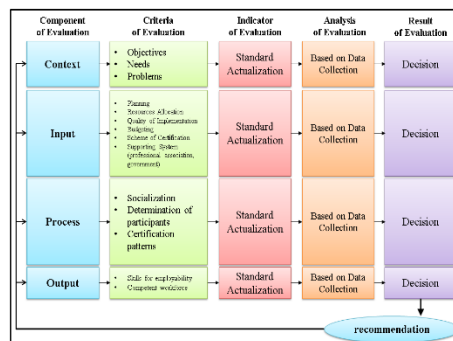 Component
of Evaluation
Criteria
of Evaluation
Indicator
of Evaluation
Analysis
of Evaluation
Result
of Evaluation
Context
• Objectives
• Needs
• Problems
Standard
Actualization
Based on Data
Collection
Decision
Input
• Planning
• Resources Allocation
• Quality of Implementation
• Budgeting
• Scheme of Certification
• Supporting System
(professional association,
government)
Standard
Actualization
Based on Data
Collection
Decision
Process
• Socialization
• Determination of
participants
• Certification
patterns
Standard
Actualization
Based on Data
Collection
Decision
Output
• Skills for employability
• Competent workforce
Standard
Actualization
Based on Data
Collection
Decision
recommendation